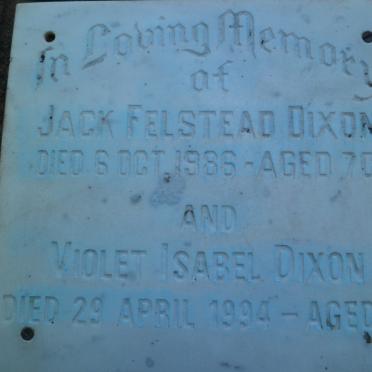 In Loving Memory
of
JACK FELSTEAD DIXON
DIED 6 OCT. 1986 - AGED 70
AND
VIOLET ISABEL DIXON
DIED 29 APRIL 1994 - AGED